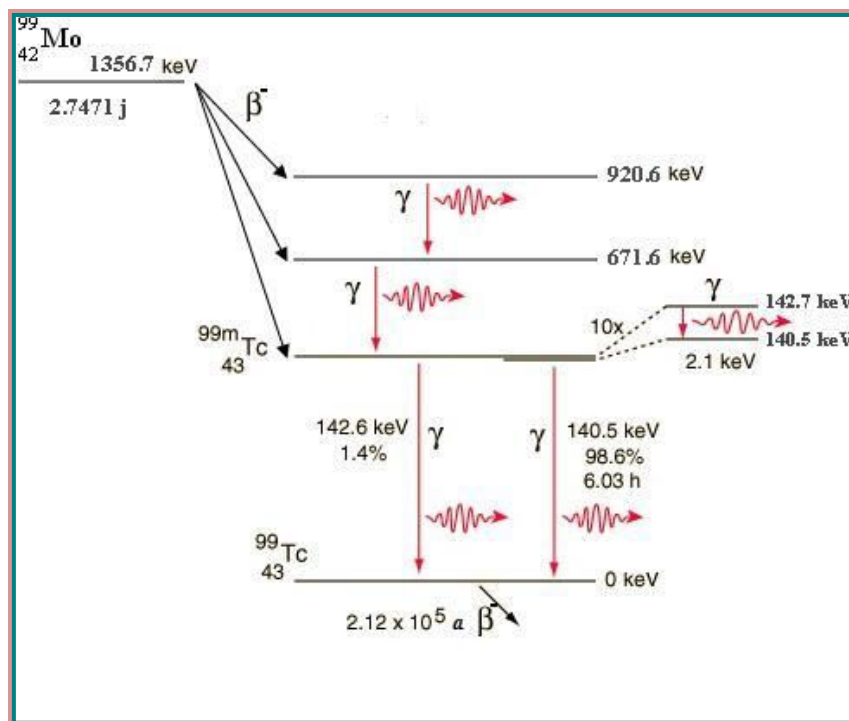 99
42 Mo
1356.7 keV
2.7471 j
β-
920.6 keV
γ
671.6 keV
γ
γ
142.7 keV
10x
140.5 keV
2.1 keV
99m
43 Tc
142.6 keV
1.4%
γ
γ
140.5 keV
98.6%
6.03 h
99
43 Tc
0 keV
2.12 x 10⁵ a β-